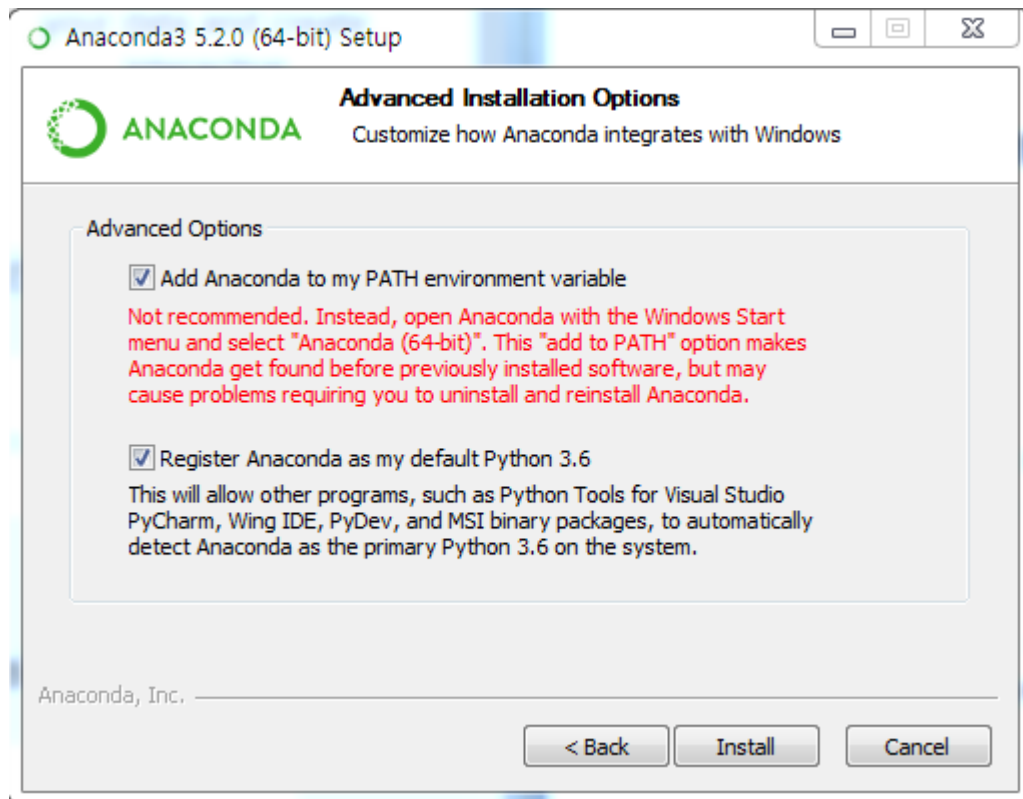 Anaconda3 5.2.0 (64-bit) Setup
ANACONDA
Advanced Installation Options
Customize how Anaconda integrates with Windows
Advanced Options
Add Anaconda to my PATH environment variable
Not recommended. Instead, open Anaconda with the Windows Start
menu and select "Anaconda (64-bit)". This "add to PATH" option makes
Anaconda get found before previously installed software, but may
cause problems requiring you to uninstall and reinstall Anaconda.
Register Anaconda as my default Python 3.6
This will allow other programs, such as Python Tools for Visual Studio
PyCharm, Wing IDE, PyDev, and MSI binary packages, to automatically
detect Anaconda as the primary Python 3.6 on the system.
Anaconda, Inc.
< Back
Install
Cancel